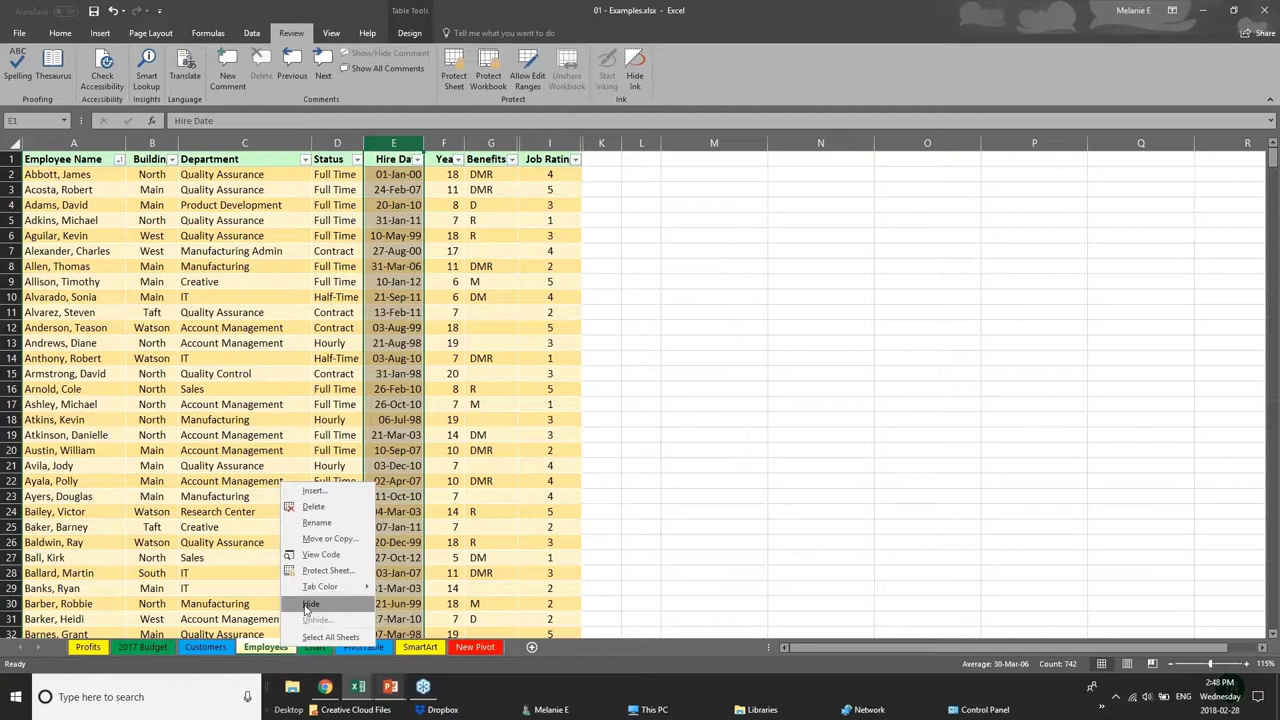 AutoSave Off
Table Tools
01 - Examples.xlsx - Excel
Melanie E
File Home Insert Page Layout Formulas Data Review View Help Design Tell me what you want to do Share
Spelling Thesaurus Check Accessibility Smart Lookup Translate New Comment Delete Previous Next Show/Hide Comment Show All Comments Protect Sheet Protect Workbook Allow Edit Ranges Unshare Workbook Start Inking Hide Ink
Proofing Accessibility Insights Language Comments Protect Ink
E1 fx Hire Date
A B C D E F G I K L M N O P Q R
1 Employee Name Buildin Department Status Hire Da Yea Benefits Job Ratin
2 Abbott, James North Quality Assurance Full Time 01-Jan-00 18 DMR 4
3 Acosta, Robert Main Quality Assurance Full Time 24-Feb-07 11 DMR 5
4 Adams, David Main Product Development Full Time 20-Jan-10 8 D 3
5 Adkins, Michael North Quality Assurance Full Time 31-Jan-11 7 R 1
6 Aguilar, Kevin West Quality Assurance Full Time 10-May-99 18 R 3
7 Alexander, Charles West Manufacturing Admin Contract 27-Aug-00 17 4
8 Allen, Thomas Main Manufacturing Full Time 31-Mar-06 11 DMR 2
9 Allison, Timothy Main Creative Full Time 10-Jan-12 6 M 5
10 Alvarado, Sonia Main IT Half-Time 21-Sep-11 6 DM 4
11 Alvarez, Steven Taft Creative Contract 13-Feb-11 7 2
12 Anderson, Teason Watson Account Management Contract 03-Aug-99 18 5
13 Andrews, Diane North Account Management Hourly 21-Aug-98 19 3
14 Anthony, Robert Watson IT Half-Time 03-Aug-10 7 DMR 1
15 Armstrong, David North Quality Control Contract 31-Jan-98 20 3
16 Arnold, Cole North Sales Full Time 26-Feb-10 8 R 5
17 Ashley, Michael North Account Management Full Time 26-Oct-10 7 M 1
18 Atkins, Kevin North Manufacturing Hourly 06-Jul-98 19 3
19 Atkinson, Danielle North Account Management Full Time 21-Mar-03 14 DM 3
20 Austin, William Main Account Management Full Time 10-Sep-07 10 DMR 2
21 Avila, Jody Main Quality Assurance Hourly 03-Dec-10 7 4
22 Ayala, Polly Main Account Management Full Time 02-Apr-07 10 DMR 4
23 Ayers, Douglas Main Manufacturing 11-Oct-10 7 4
24 Bailey, Victor Watson Research Center 04-Mar-03 14 R 5
25 Baker, Barney Taft Creative 07-Jan-11 7 2
26 Baldwin, Ray Watson Quality Assurance 20-Dec-99 18 R 3
27 Ball, Kirk North Sales 27-Oct-12 5 DM 1
28 Ballard, Martin South IT 03-Jan-07 11 DMR 3
29 Banks, Ryan Main IT 31-Mar-03 14 2
30 Barber, Robbie North Manufacturing 21-Jun-99 18 M 2
31 Barker, Heidi West Account Management 27-Mar-10 7 D 3
32 Barnes, Grant Main 07-Mar-98 19 5
Insert...
Delete
Rename
Move or Copy...
View Code
Protect Sheet...
Tab Color
Hide
Unhide...
Select All Sheets
Profits 2017 Budget Customers Employees Chart PivotTable SmartArt New Pivot
Ready Average: 30-Mar-06 Count: 742 115%
Type here to search
Desktop Creative Cloud Files Dropbox Melanie E This PC Libraries Network Control Panel
ENG
2:48 PM
Wednesday
2018-02-28